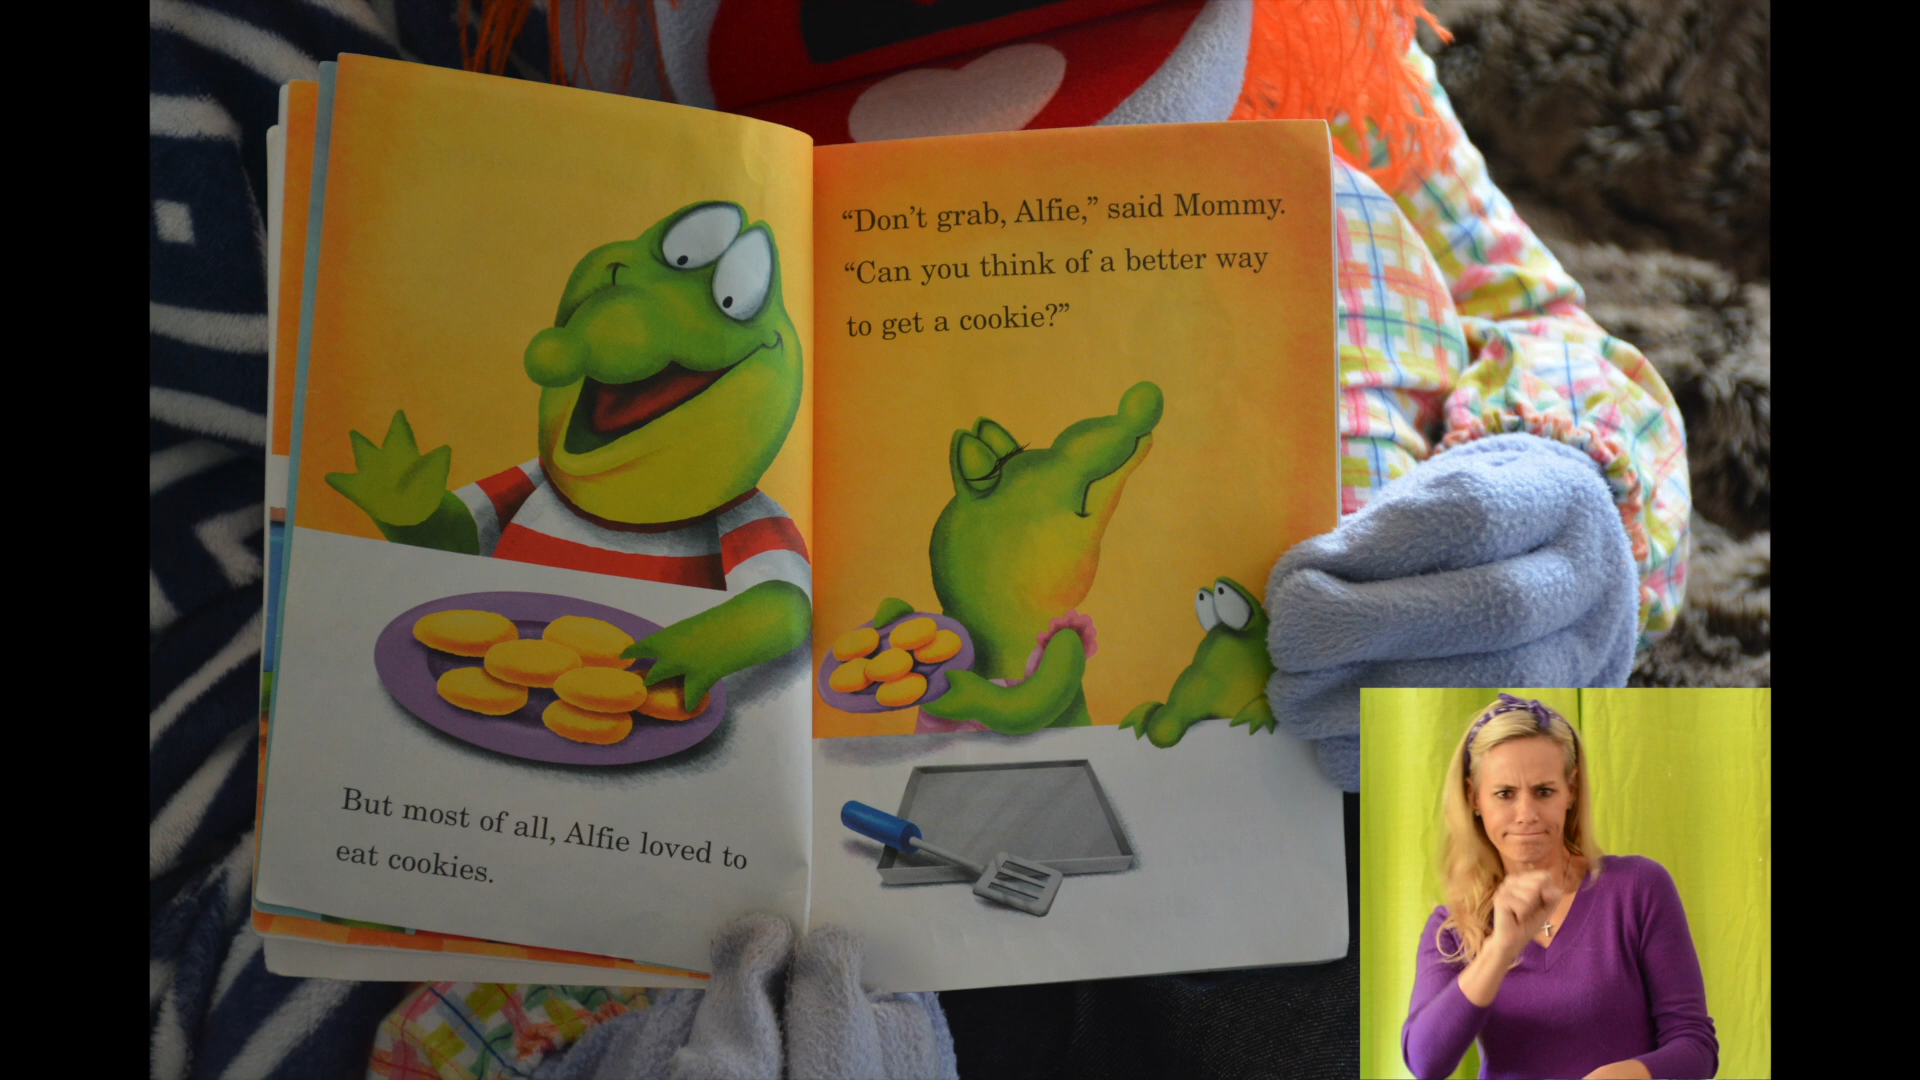 But most of all, Alfie loved to
eat cookies.
“Don’t grab, Alfie,” said Mommy.
“Can you think of a better way
to get a cookie?”